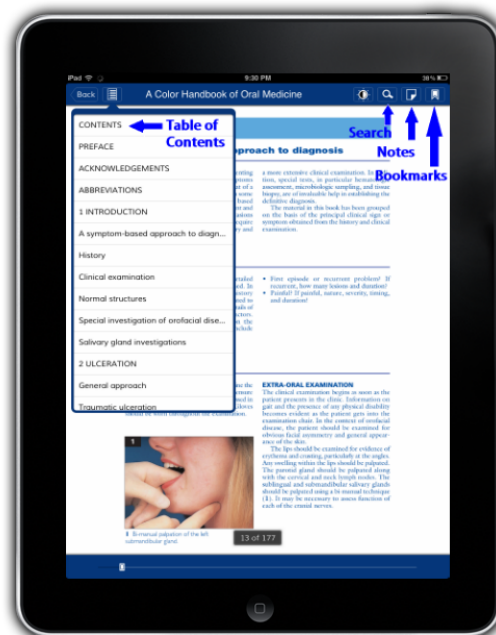 iPad
9:30 PM
38%
Back
A Color Handbook of Oral Medicine
CONTENTS
Table of
Contents
PREFACE
ACKNOWLEDGEMENTS
ABBREVIATIONS
1 INTRODUCTION
A symptom-based approach to diagn...
History
Clinical examination
Normal structures
Special investigation of orofacial dise...
Salivary gland investigations
2 ULCERATION
General approach
Traumatic ulceration
Search
Notes
Bookmarks
oach to diagnosis
a more extensive clinical examination. In
tion, special tests, in particular
assessment, microbiologic sampling, and tissue
biopsy, are of invaluable help in establishing the
definitive diagnosis.
The material in this book has been grouped
on the basis of the principal clinical sign or
symptom obtained from the history and clinical
examination.
• First episode or recurrent problem? If
recurrent, how many lesions and duration?
• Painful? If painful, nature, severity, timing,
and duration?
EXTRA-ORAL EXAMINATION
The clinical examination begins as soon as the
patient presents in the clinic. Information on
gait and the presence of any physical disability
becomes evident as the patient gets into the
examination chair. In the context of orofacial
disease, the patient should be examined for
obvious facial asymmetry and general appear-
ance of the skin.
The lips should be examined for evidence of
erythema and crusting, particularly at the angles.
Any swelling within the lips should be palpated.
The parotid gland should be palpated along
with the cervical and neck lymph nodes. The
sublingual and submandibular salivary glands
should be palpated using a bi-manual technique
(1). It may be necessary to assess function of
each of the cranial nerves.
1
1 Bi-manual palpation of the left
submandibular gland.
13 of 177